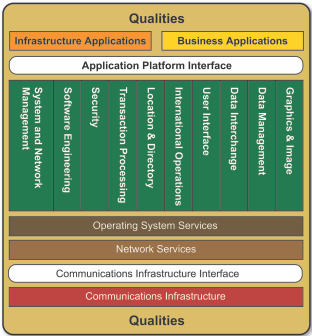 Qualities
Infrastructure Applications
Business Applications
Application Platform Interface
System and Network
Management
Software Engineering
Security
Transaction Processing
Location & Directory
International Operations
User Interface
Data Interchange
Data Management
Graphics & Image
Operating System Services
Network Services
Communications Infrastructure Interface
Communications Infrastructure
Qualities